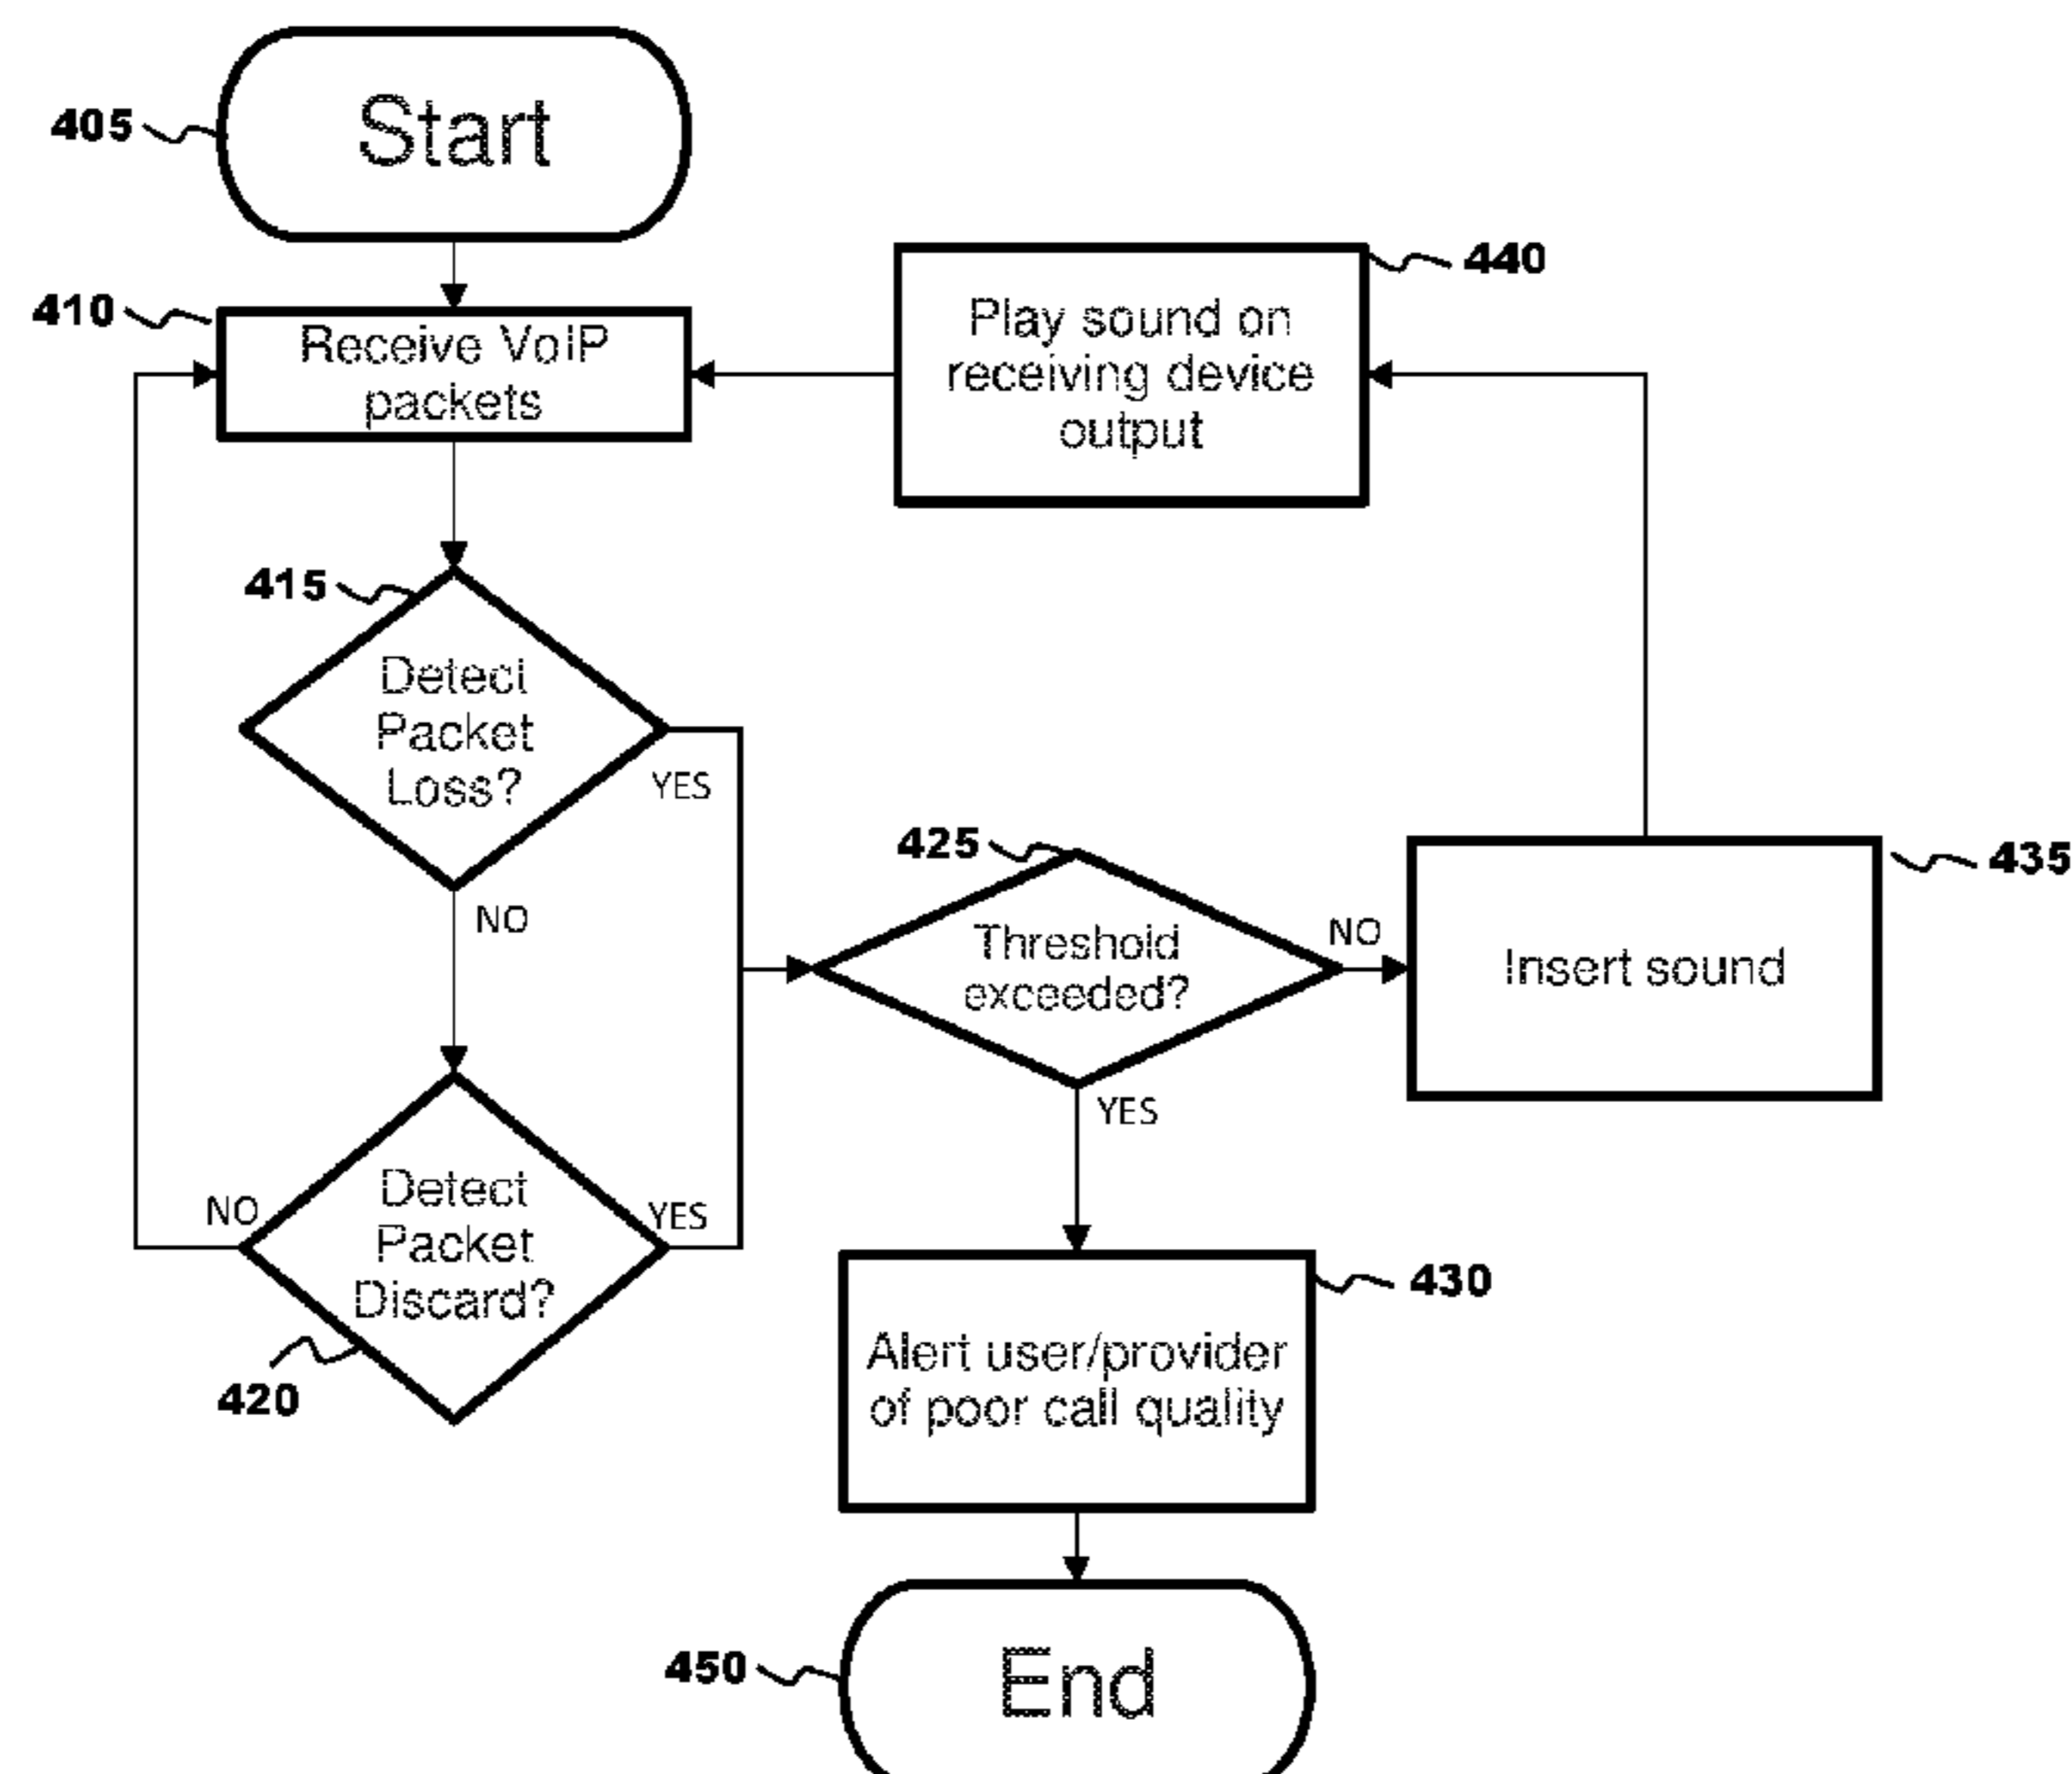 405
Start
410
Receive VoIP
packets
440
Play sound on
receiving device
output
415
Detect
Packet
Loss?
YES
NO
425
Threshold
exceeded?
NO
YES
435
Insert sound
Detect
Packet
Discard?
NO
YES
420
430
Alert user/provider
of poor call quality
450
End